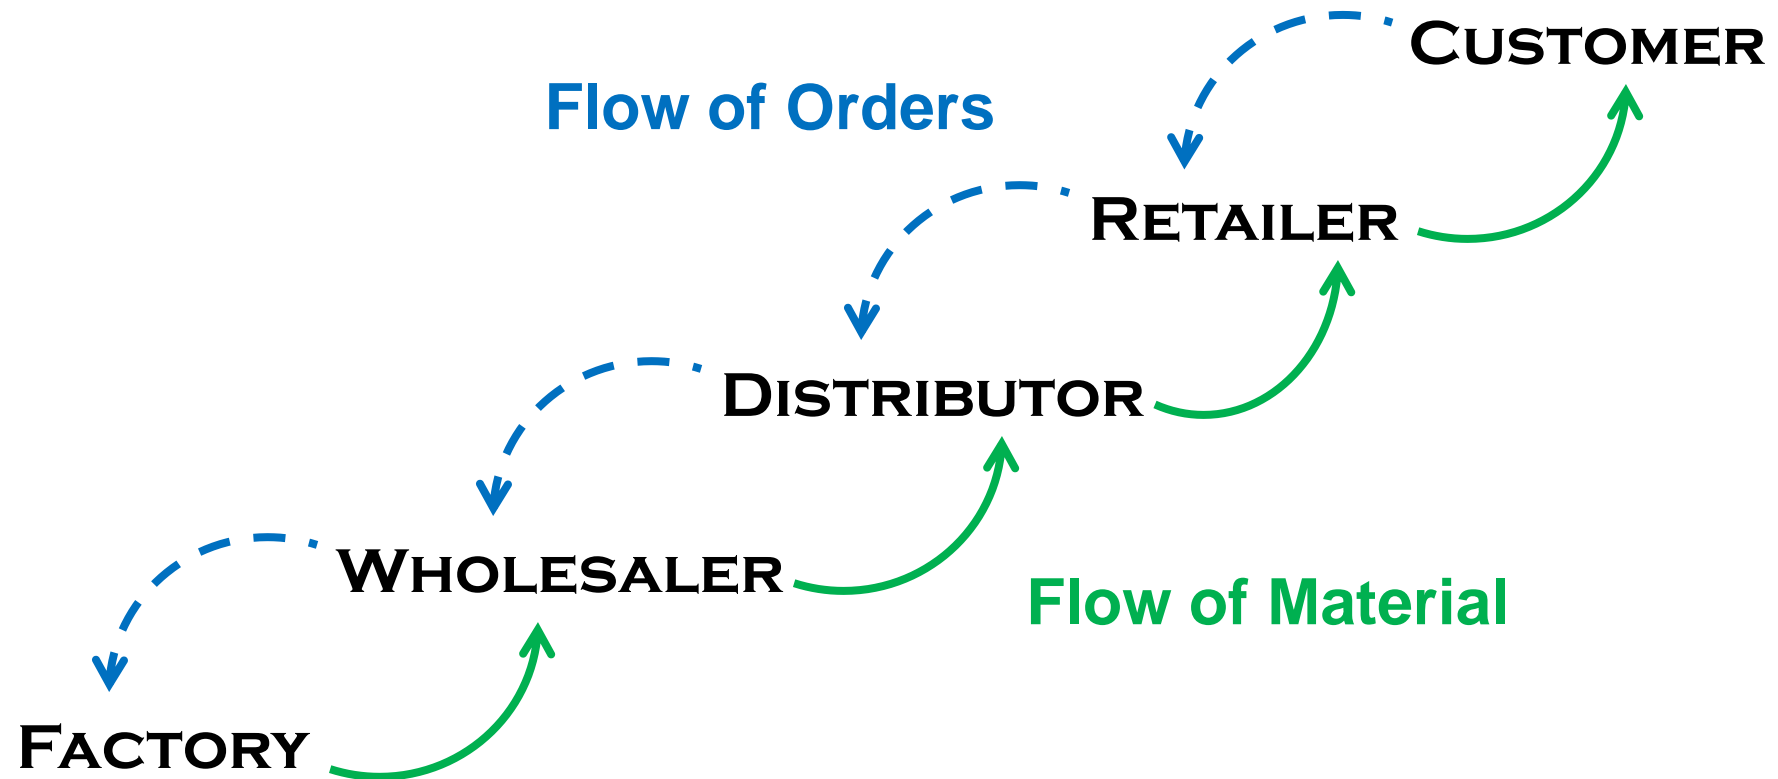 CUSTOMER
Flow of Orders
RETAILER
DISTRIBUTOR
WHOLESALER
Flow of Material
FACTORY